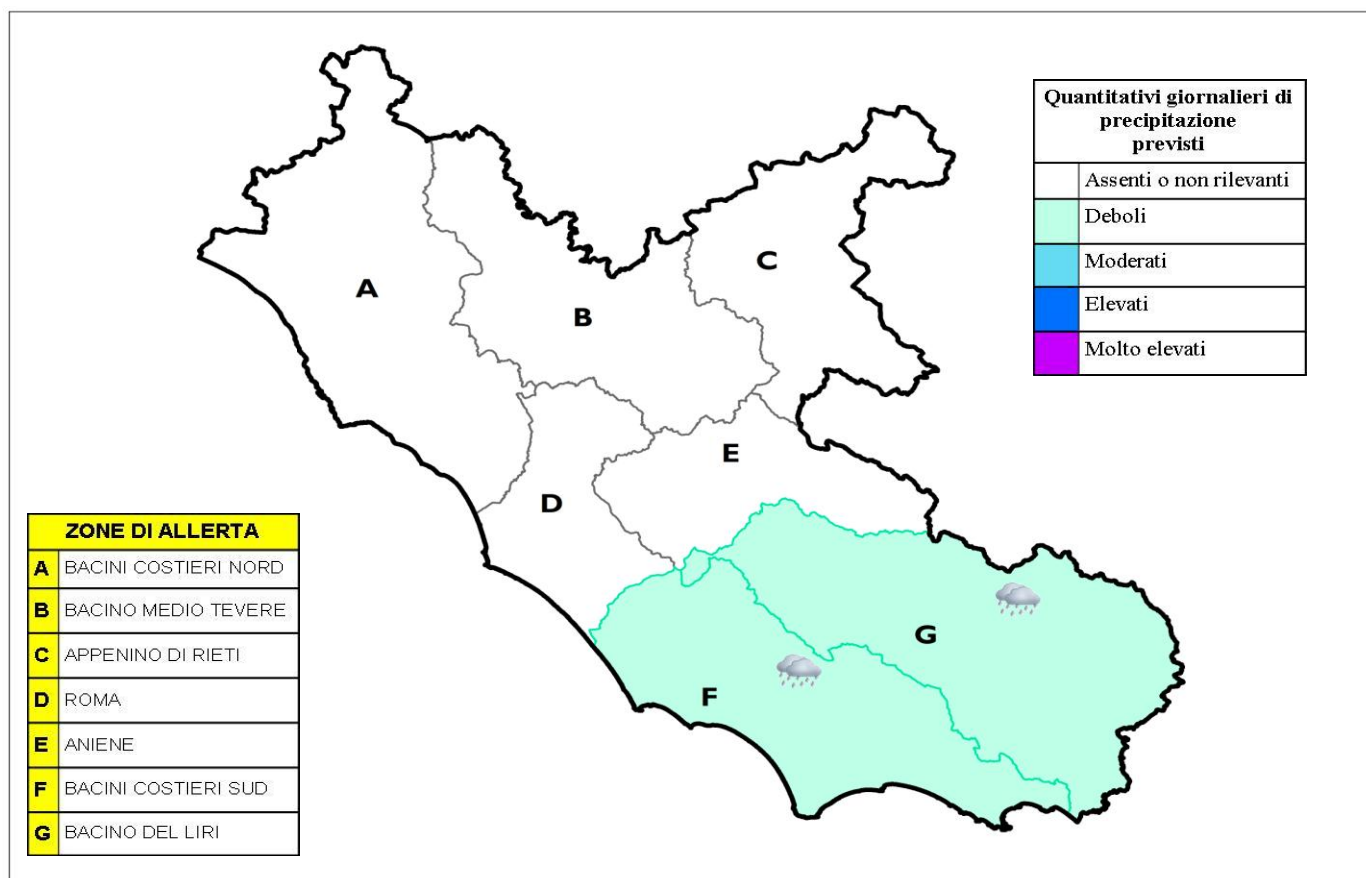 Quantitativi giornalieri di
precipitazione
previsti
Assenti o non rilevanti
Deboli
Moderati
Elevati
Molto elevati
A
B
C
D
E
F
G
ZONE DI ALLERTA
A BACINI COSTIERI NORD
B BACINO MEDIO TEVERE
C APPENINO DI RIETI
D ROMA
E ANIENE
F BACINI COSTIERI SUD
G BACINO DEL LIRI